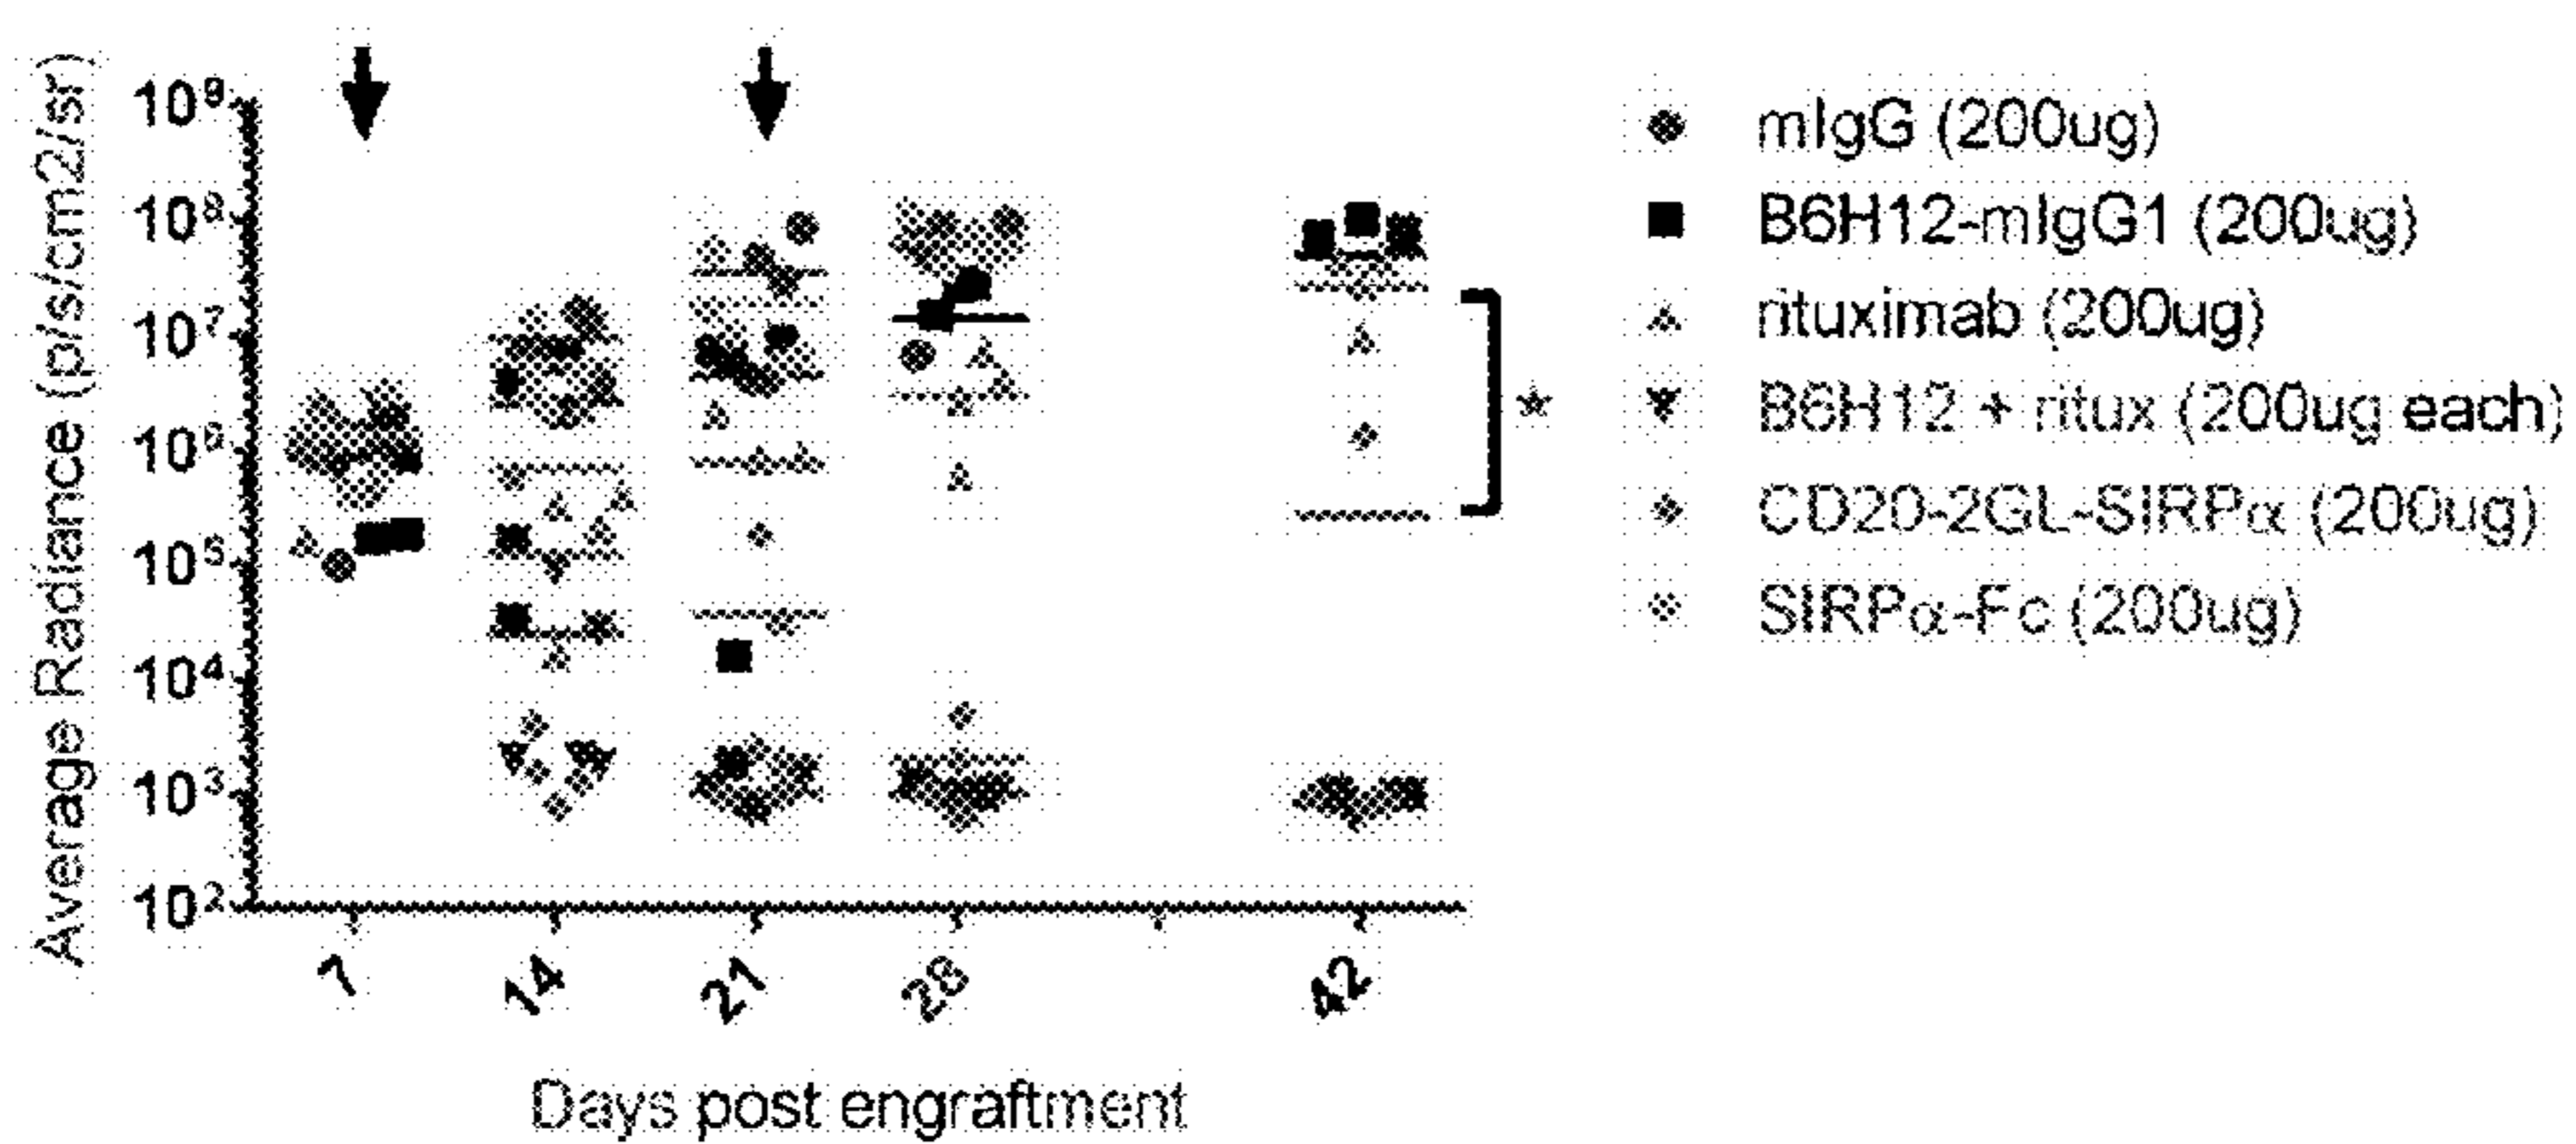 Average Radiance (p/s/cm2/sr)
10⁹
10⁸
10⁷
10⁶
10⁵
10⁴
10³
10²
7
14
21
28
42
Days post engraftment
*
mIgG (200ug)
B6H12-mIgG1 (200ug)
rituximab (200ug)
B6H12 + ritux (200ug each)
CD20-2GL-SIRPα (200ug)
SIRPα-Fc (200ug)